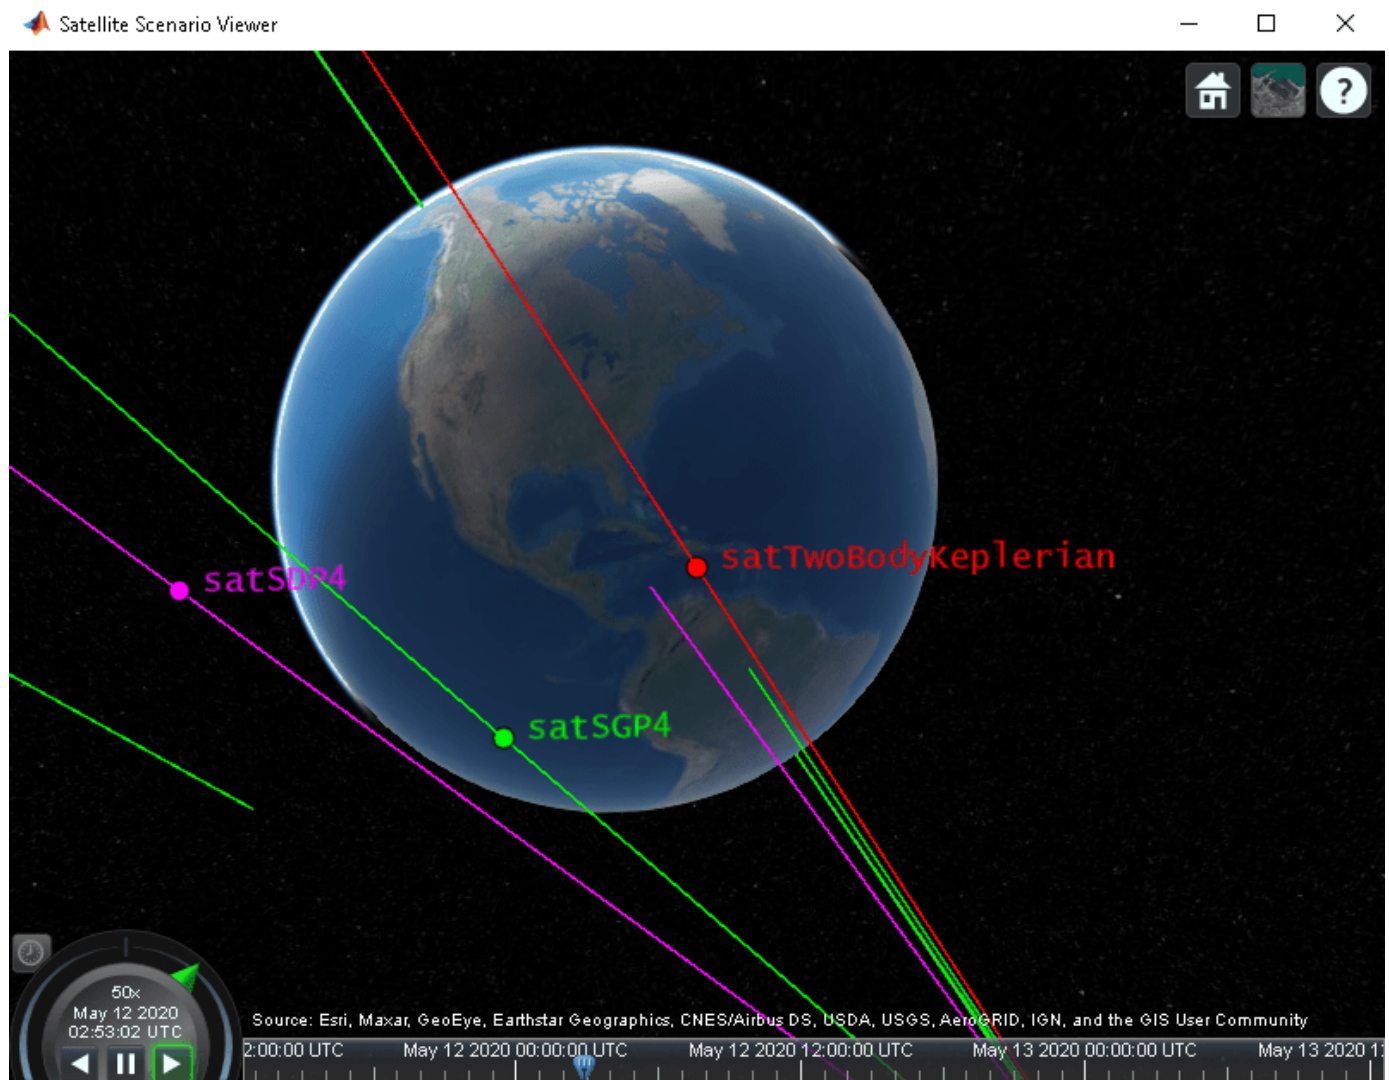 Satellite Scenario Viewer
?
satTwoBodyKeplerian
satSDP4
satSGP4
50x
May 12 2020
02:53:02 UTC
Source: Esri, Maxar, GeoEye, Earthstar Geographics, CNES/Airbus DS, USDA, USGS, AeroGRID, IGN, and the GIS User Community
2:00:00 UTC May 12 2020 00:00:00 UTC May 12 2020 12:00:00 UTC May 13 2020 00:00:00 UTC May 13 2020 1